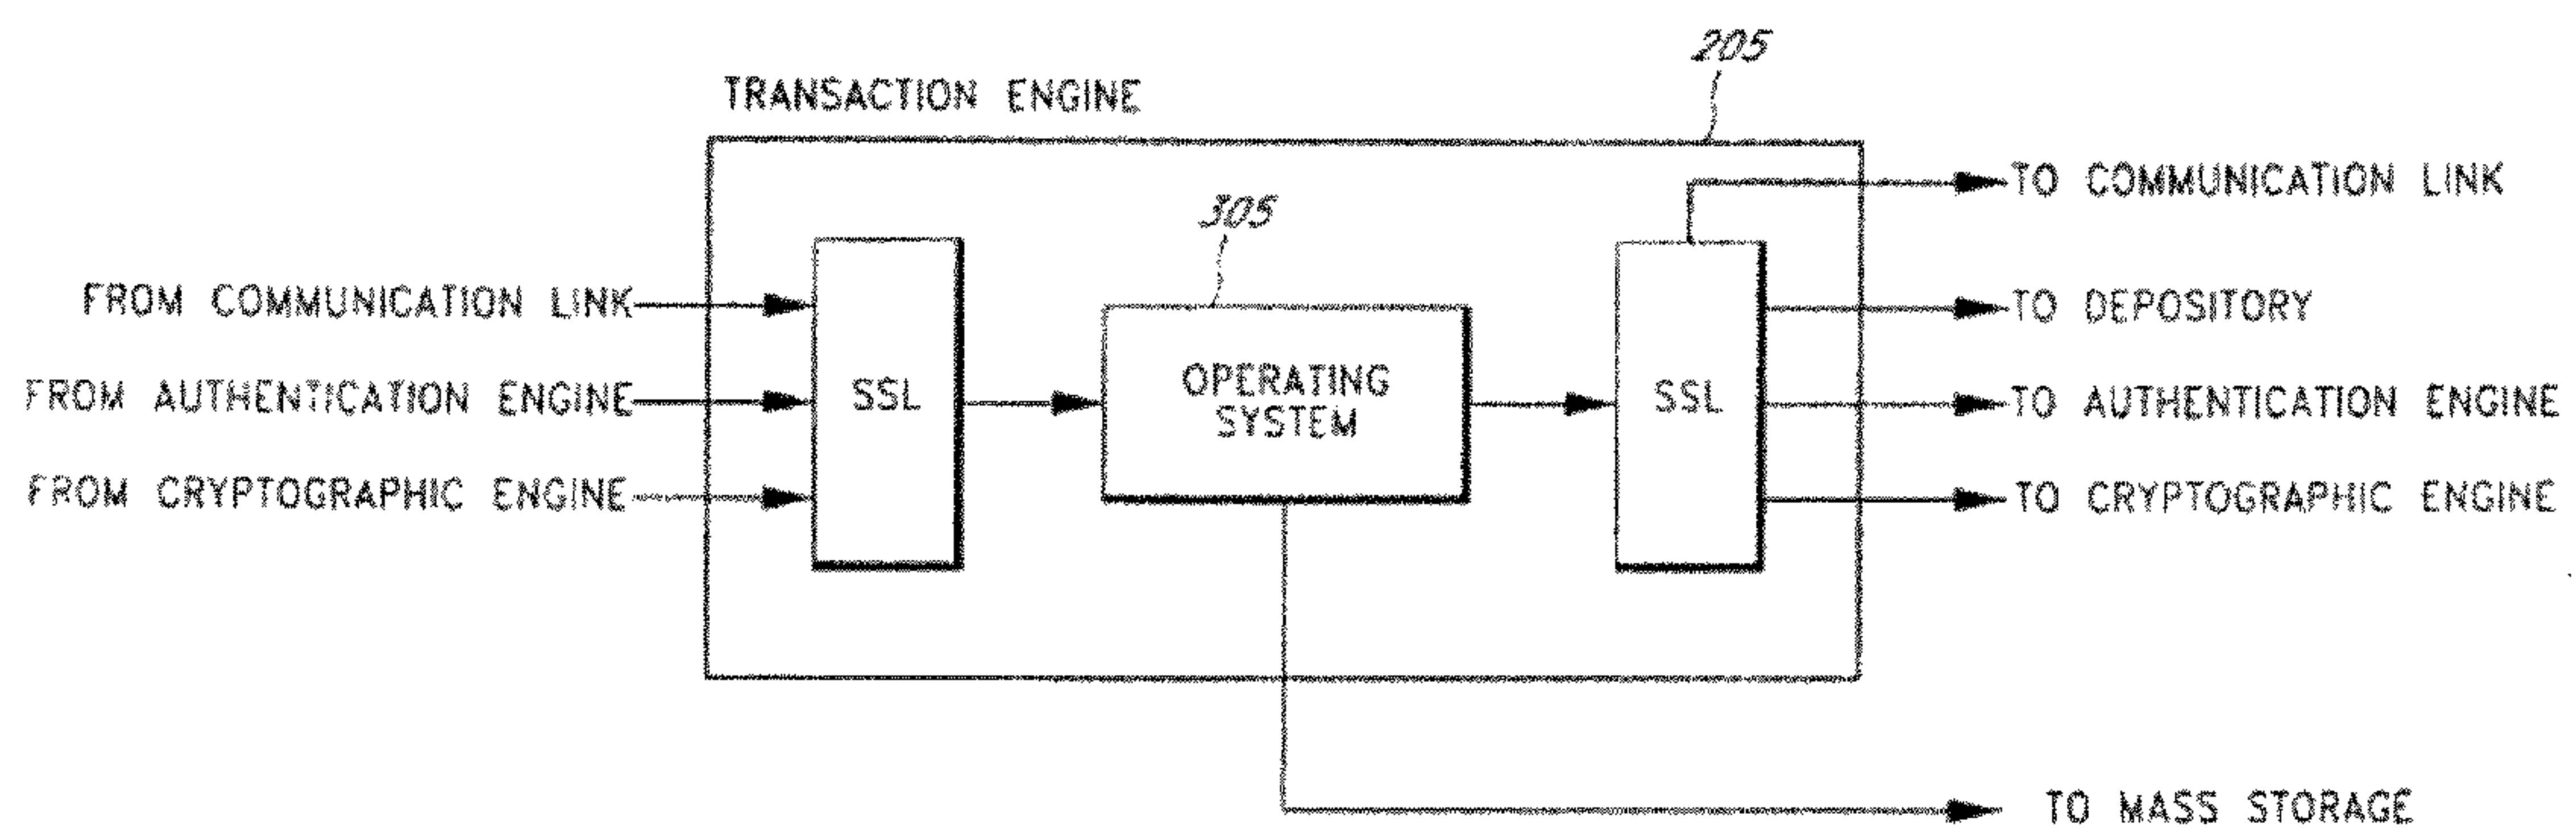 205
TRANSACTION ENGINE
TO COMMUNICATION LINK
305
FROM COMMUNICATION LINK
TO DEPOSITORY
SSL
OPERATING
SYSTEM
SSL
FROM AUTHENTICATION ENGINE
TO AUTHENTICATION ENGINE
FROM CRYPTOGRAPHIC ENGINE
TO CRYPTOGRAPHIC ENGINE
TO MASS STORAGE